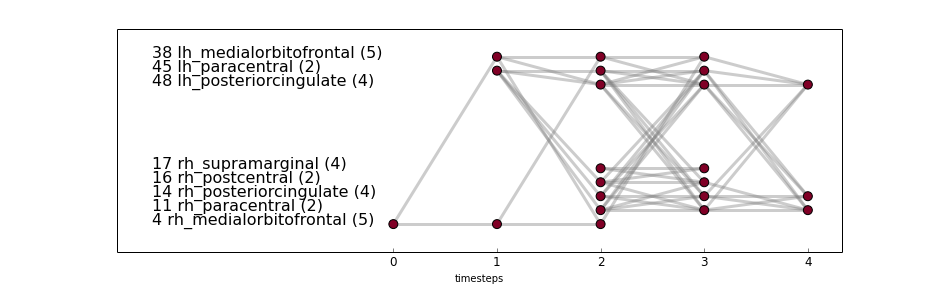 38 lh_medialorbitofrontal (5)
45 lh_paracentral (2)
48 lh_posteriorcingulate (4)
17 rh_supramarginal (4)
16 rh_postcentral (2)
14 rh_posteriorcingulate (4)
11 rh_paracentral (2)
4 rh_medialorbitofrontal (5)
0 1 2 3 4
timesteps